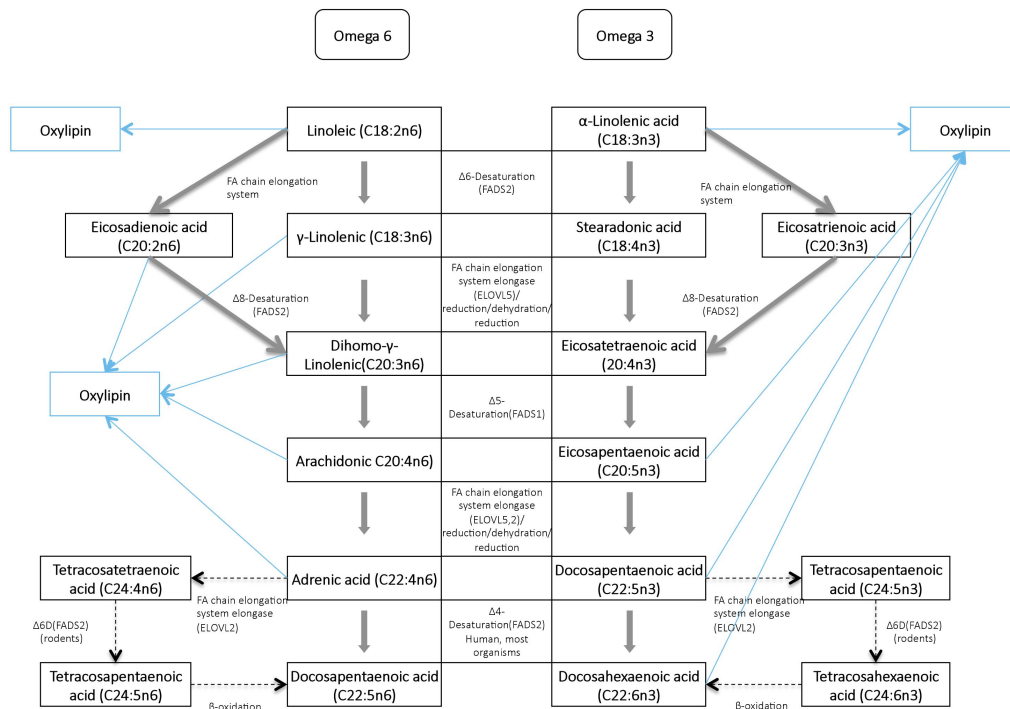 Omega 6
Omega 3
Oxylipin
Linoleic (C18:2n6)
α-Linolenic acid
(C18:3n3)
Oxylipin
FA chain elongation
system
Δ6-Desaturation
(FADS2)
FA chain elongation
system
Eicosadienoic acid
(C20:2n6)
γ-Linolenic (C18:3n6)
Stearadonic acid
(C18:4n3)
Eicosatrienoic acid
(C20:3n3)
Δ8-Desaturation
(FADS2)
FA chain elongation
system elongase
(ELOVL5)/
reduction/dehydration/
reduction
Δ8-Desaturation
(FADS2)
Dihomo-γ-
Linolenic(C20:3n6)
Eicosatetraenoic acid
(20:4n3)
Oxylipin
Δ5-
Desaturation(FADS1)
Arachidonic C20:4n6)
Eicosapentaenoic acid
(C20:5n3)
FA chain elongation
system elongase
(ELOVL5,2)/
reduction/dehydration/
reduction
Tetracosatetraenoic
acid (C24:4n6)
Adrenic acid (C22:4n6)
Docosapentaenoic acid
(C22:5n3)
Tetracosapentaenoic
acid (C24:5n3)
FA chain elongation
system elongase
(ELOVL2)
FA chain elongation
system elongase
(ELOVL2)
Δ6D(FADS2)
(rodents)
Δ4-
Desaturation(FADS2)
Human, most
organisms
Δ6D(FADS2)
(rodents)
Tetracosapentaenoic
acid (C24:5n6)
Docosapentaenoic acid
(C22:5n6)
Docosahexaenoic acid
(C22:6n3)
Tetracosahexaenoic
acid (C24:6n3)
β-oxidation
β-oxidation